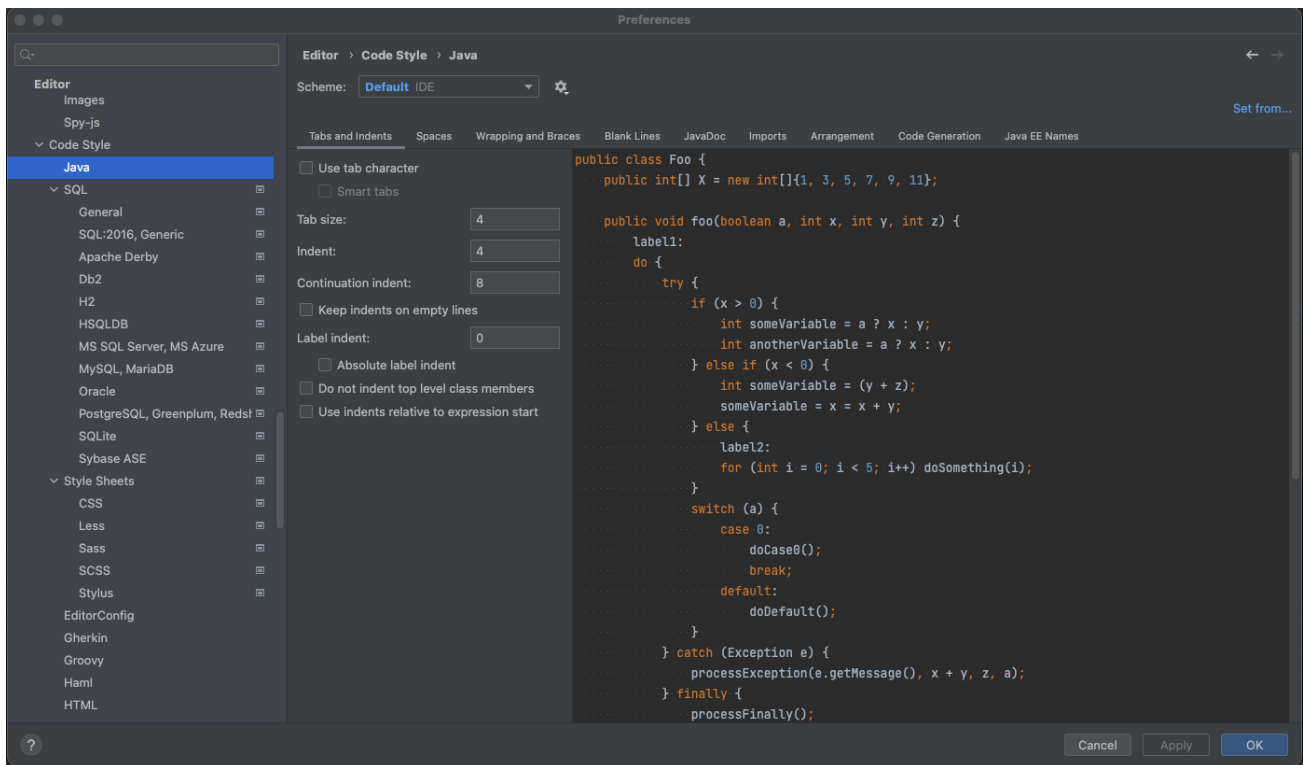 Preferences
Editor › Code Style › Java
Scheme: Default IDE
Set from...
Editor
Images
Spy-js
Code Style
Java
SQL
General
SQL:2016, Generic
Apache Derby
Db2
H2
HSQLDB
MS SQL Server, MS Azure
MySQL, MariaDB
Oracle
PostgreSQL, Greenplum, Redsh
SQLite
Sybase ASE
Style Sheets
CSS
Less
Sass
SCSS
Stylus
EditorConfig
Gherkin
Groovy
Haml
HTML
Tabs and Indents Spaces Wrapping and Braces Blank Lines JavaDoc Imports Arrangement Code Generation Java EE Names
Use tab character
Smart tabs
Tab size: 4
Indent: 4
Continuation indent: 8
Keep indents on empty lines
Label indent: 0
Absolute label indent
Do not indent top level class members
Use indents relative to expression start
public class Foo {
    public int[] X = new int[]{1, 3, 5, 7, 9, 11};
    public void foo(boolean a, int x, int y, int z) {
        label1:
        do {
            try {
                if (x > 0) {
                    int someVariable = a ? x : y;
                    int anotherVariable = a ? x : y;
                } else if (x < 0) {
                    int someVariable = (y + z);
                    someVariable = x = x + y;
                } else {
                    label2:
                    for (int i = 0; i < 5; i++) doSomething(i);
                }
                switch (a) {
                    case 0:
                        doCase0();
                        break;
                    default:
                        doDefault();
                }
            } catch (Exception e) {
                processException(e.getMessage(), x + y, z, a);
            } finally {
                processFinally();
?
Cancel Apply OK